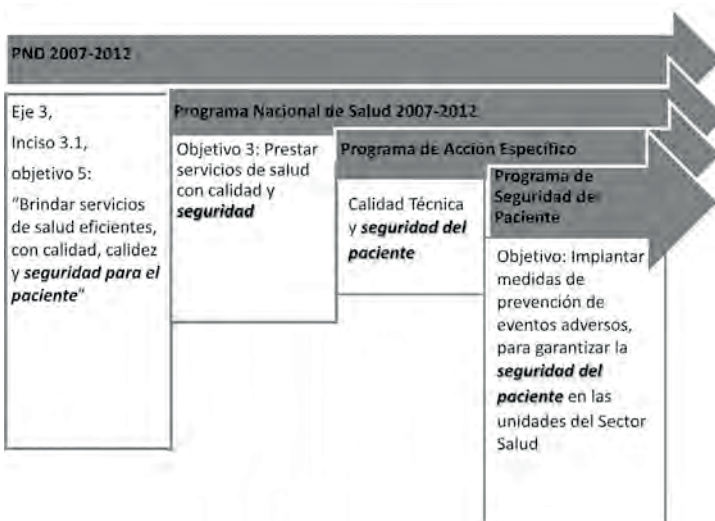 PND 2007-2012
Eje 3,
Inciso 3.1,
objetivo 5:
"Brindar servicios
de salud eficientes,
con calidad, calidez
y seguridad para el
paciente"
Programa Nacional de Salud 2007-2012
Objetivo 3: Prestar
servicios de salud
con calidad y
seguridad
Programa de Acción Específico
Calidad Técnica
y seguridad del
paciente
Programa de
Seguridad del
Paciente
Objetivo: Implantar
medidas de
prevención de
eventos adversos,
para garantizar la
seguridad del
paciente en las
unidades del Sector
Salud